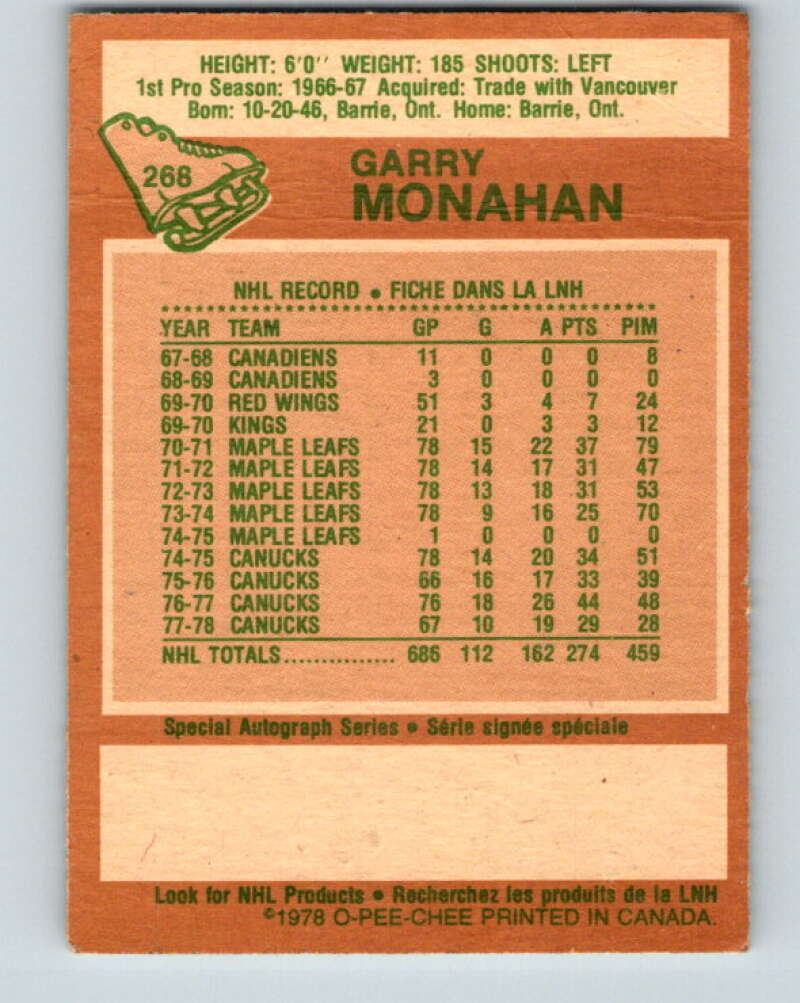 HEIGHT: 6'0'' WEIGHT: 185 SHOOTS: LEFT
1st Pro Season: 1966-67 Acquired: Trade with Vancouver
Born: 10-20-46, Barrie, Ont. Home: Barrie, Ont.
268
GARRY
MONAHAN
NHL RECORD • FICHE DANS LA LNH
YEAR TEAM GP G A PTS PIM
67-68 CANADIENS 11 0 0 0 8
68-69 CANADIENS 3 0 0 0 0
69-70 RED WINGS 51 3 4 7 24
69-70 KINGS 21 0 3 3 12
70-71 MAPLE LEAFS 78 15 22 37 79
71-72 MAPLE LEAFS 78 14 17 31 47
72-73 MAPLE LEAFS 78 13 18 31 53
73-74 MAPLE LEAFS 78 9 16 25 70
74-75 MAPLE LEAFS 1 0 0 0 0
74-75 CANUCKS 78 14 20 34 51
75-76 CANUCKS 66 16 17 33 39
76-77 CANUCKS 76 18 26 44 48
77-78 CANUCKS 67 10 19 29 28
NHL TOTALS............... 686 112 162 274 459
Special Autograph Series • Série signée spéciale
Look for NHL Products • Recherchez les produits de la LNH
©1978 O-PEE-CHEE PRINTED IN CANADA.